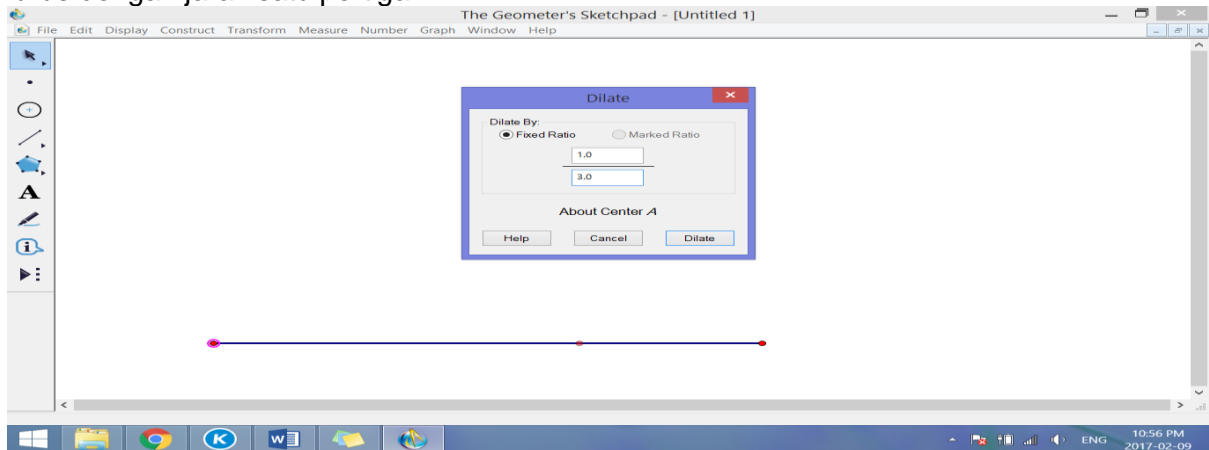 The Geometer's Sketchpad - [Untitled 1]
File Edit Display Construct Transform Measure Number Graph Window Help
Dilate
Dilate By:
Fixed Ratio Marked Ratio
1.0
3.0
About Center A
Help Cancel Dilate
A
ENG 10:56 PM
2017-02-09